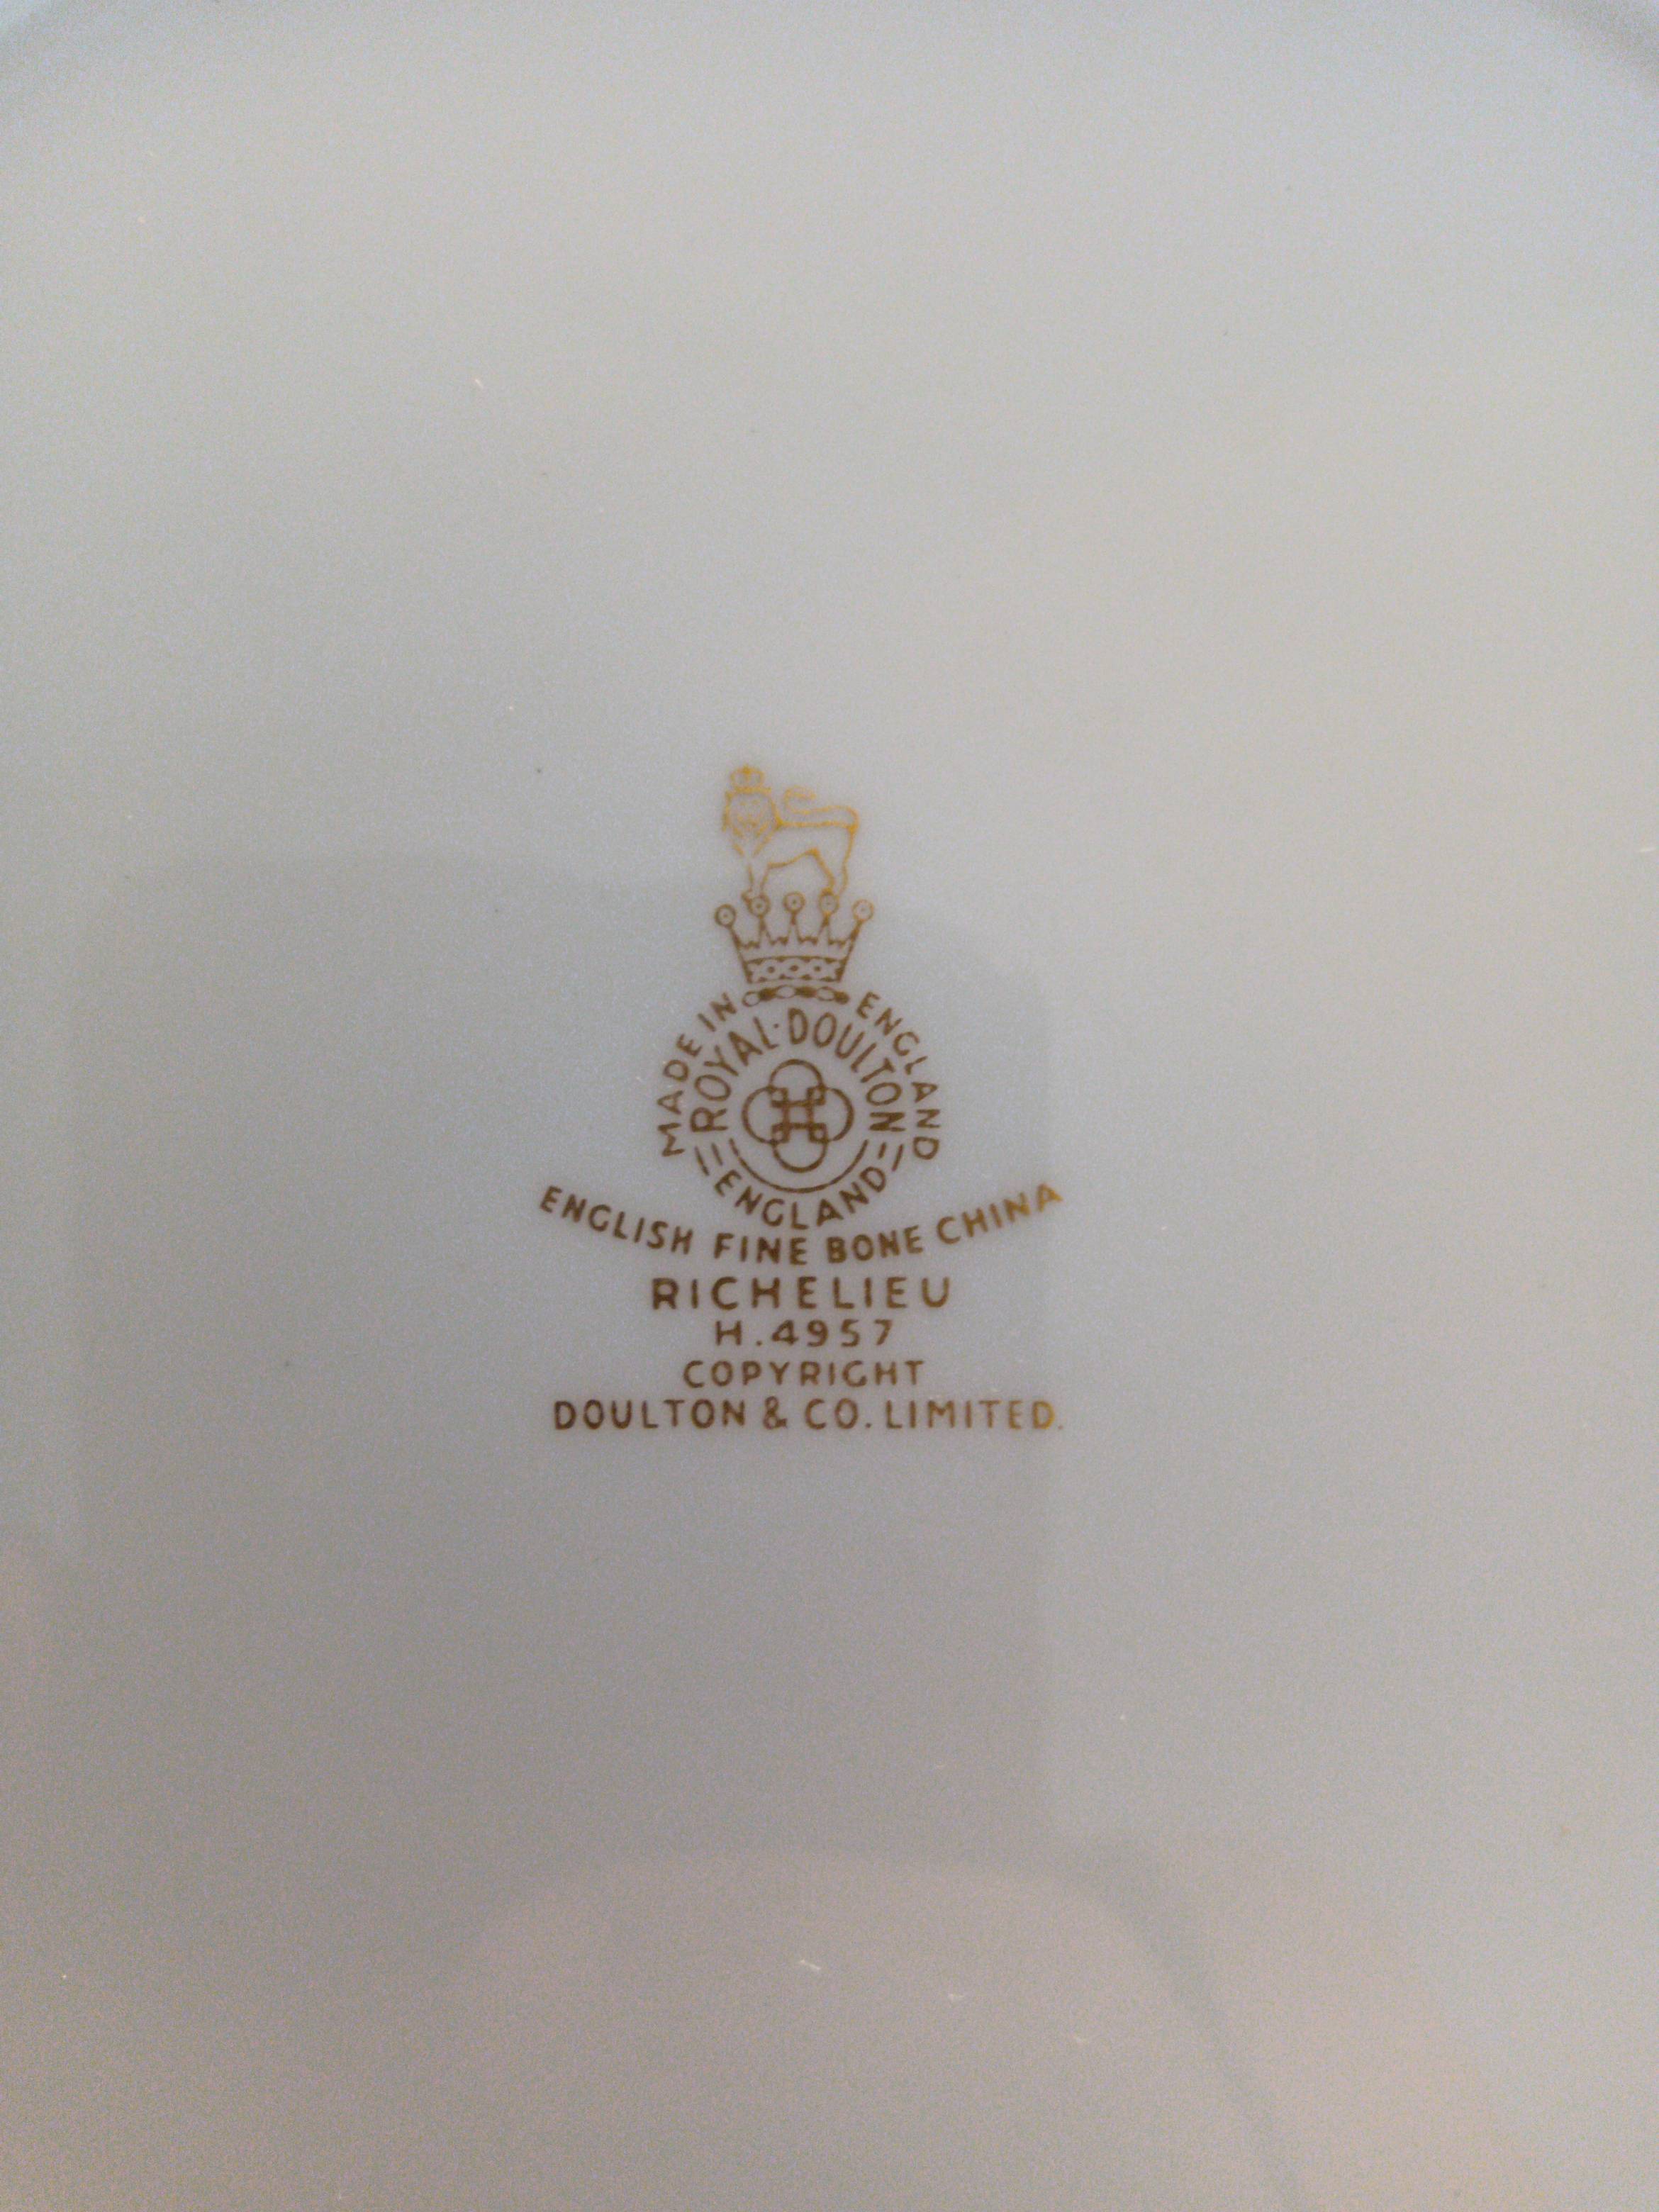 MADE IN ENGLAND
ROYAL·DOULTON
ENGLAND
ENGLISH FINE BONE CHINA
RICHELIEU
H.4957
COPYRIGHT
DOULTON & CO. LIMITED.